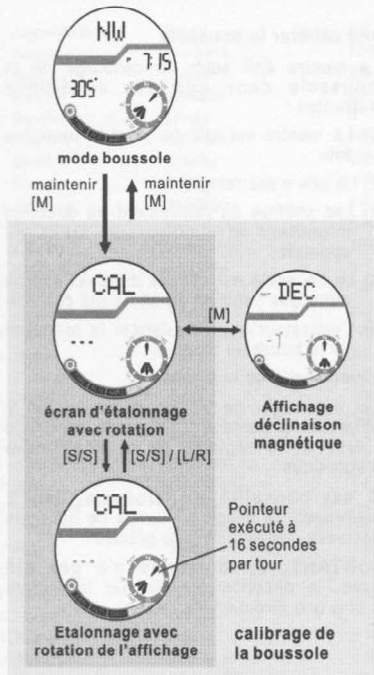 NW
P 7:15
305°
mode boussole
maintenir
[M]
maintenir
[M]
CAL
---
[M]
- DEC
écran d'étalonnage
avec rotation
Affichage
déclinaison
magnétique
[S/S]
[S/S] / [L/R]
CAL
---
Pointeur
exécuté à
16 secondes
par tour
Etalonnage avec
rotation de l'affichage
calibrage de
la boussole